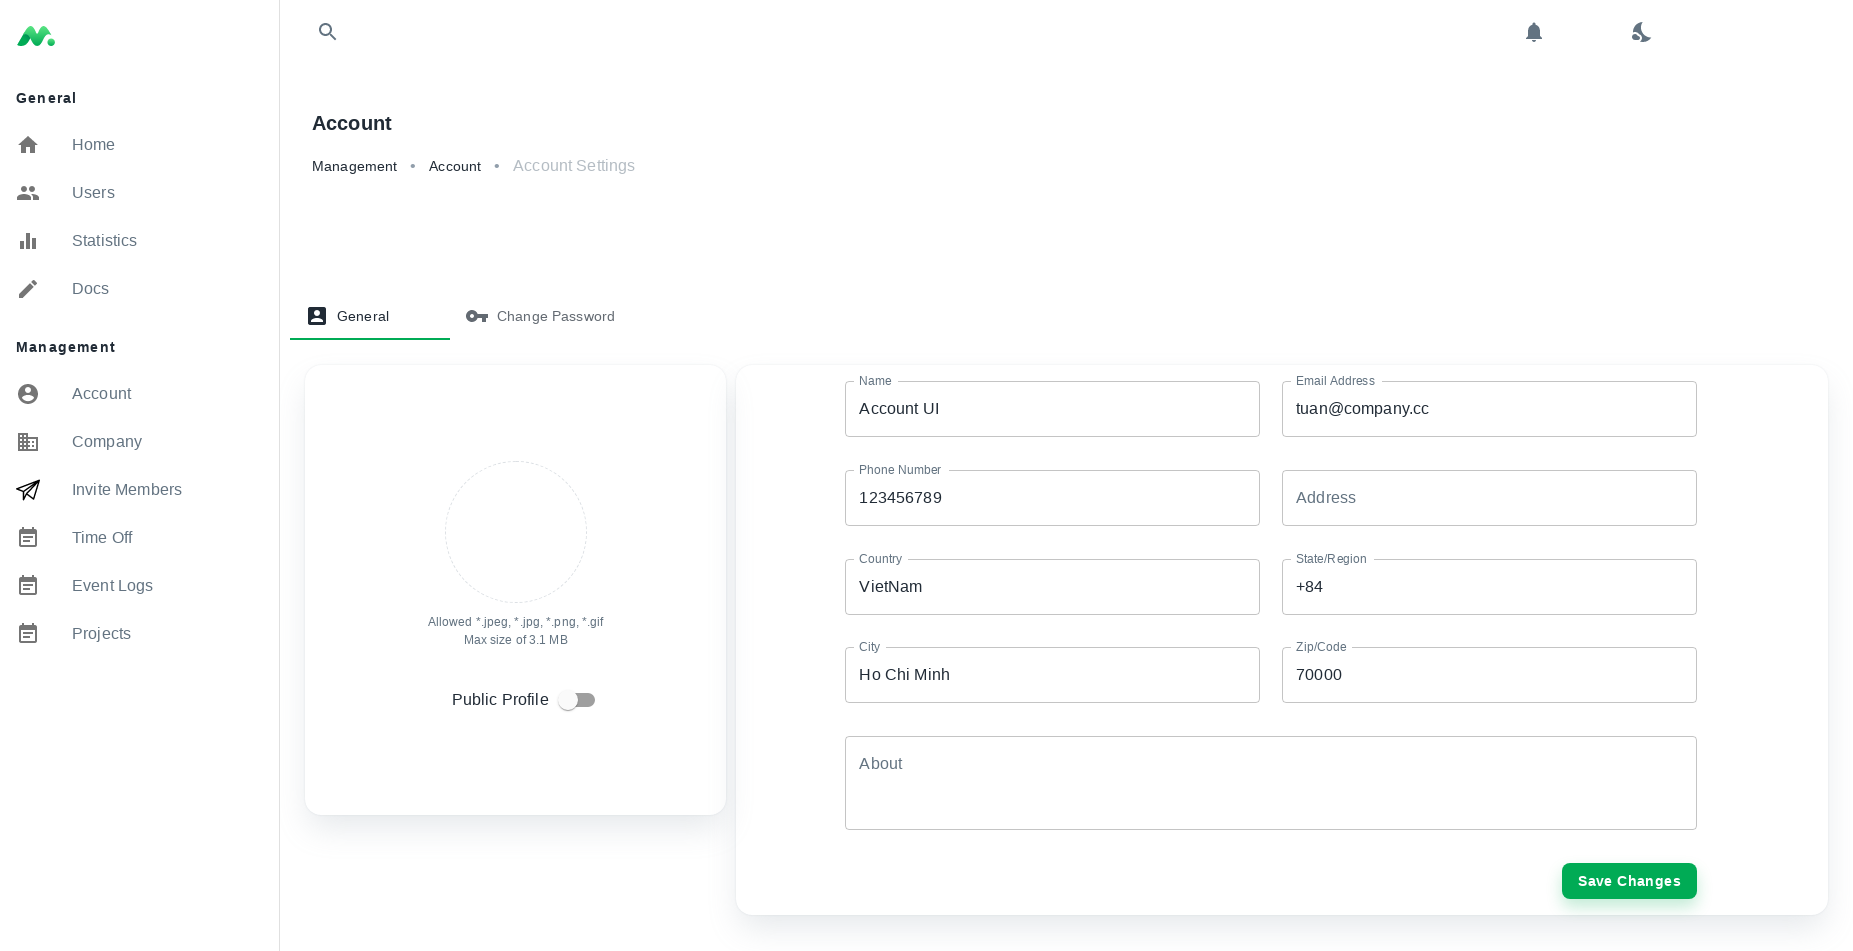 General
Home
Users
Statistics
Docs
Management
Account
Company
Invite Members
Time Off
Event Logs
Projects
Account
Management • Account • Account Settings
General
Change Password
Allowed *.jpeg, *.jpg, *.png, *.gif
Max size of 3.1 MB
Public Profile
Name
Account UI
Email Address
tuan@company.cc
Phone Number
123456789
Address
Country
VietNam
State/Region
+84
City
Ho Chi Minh
Zip/Code
70000
About
Save Changes